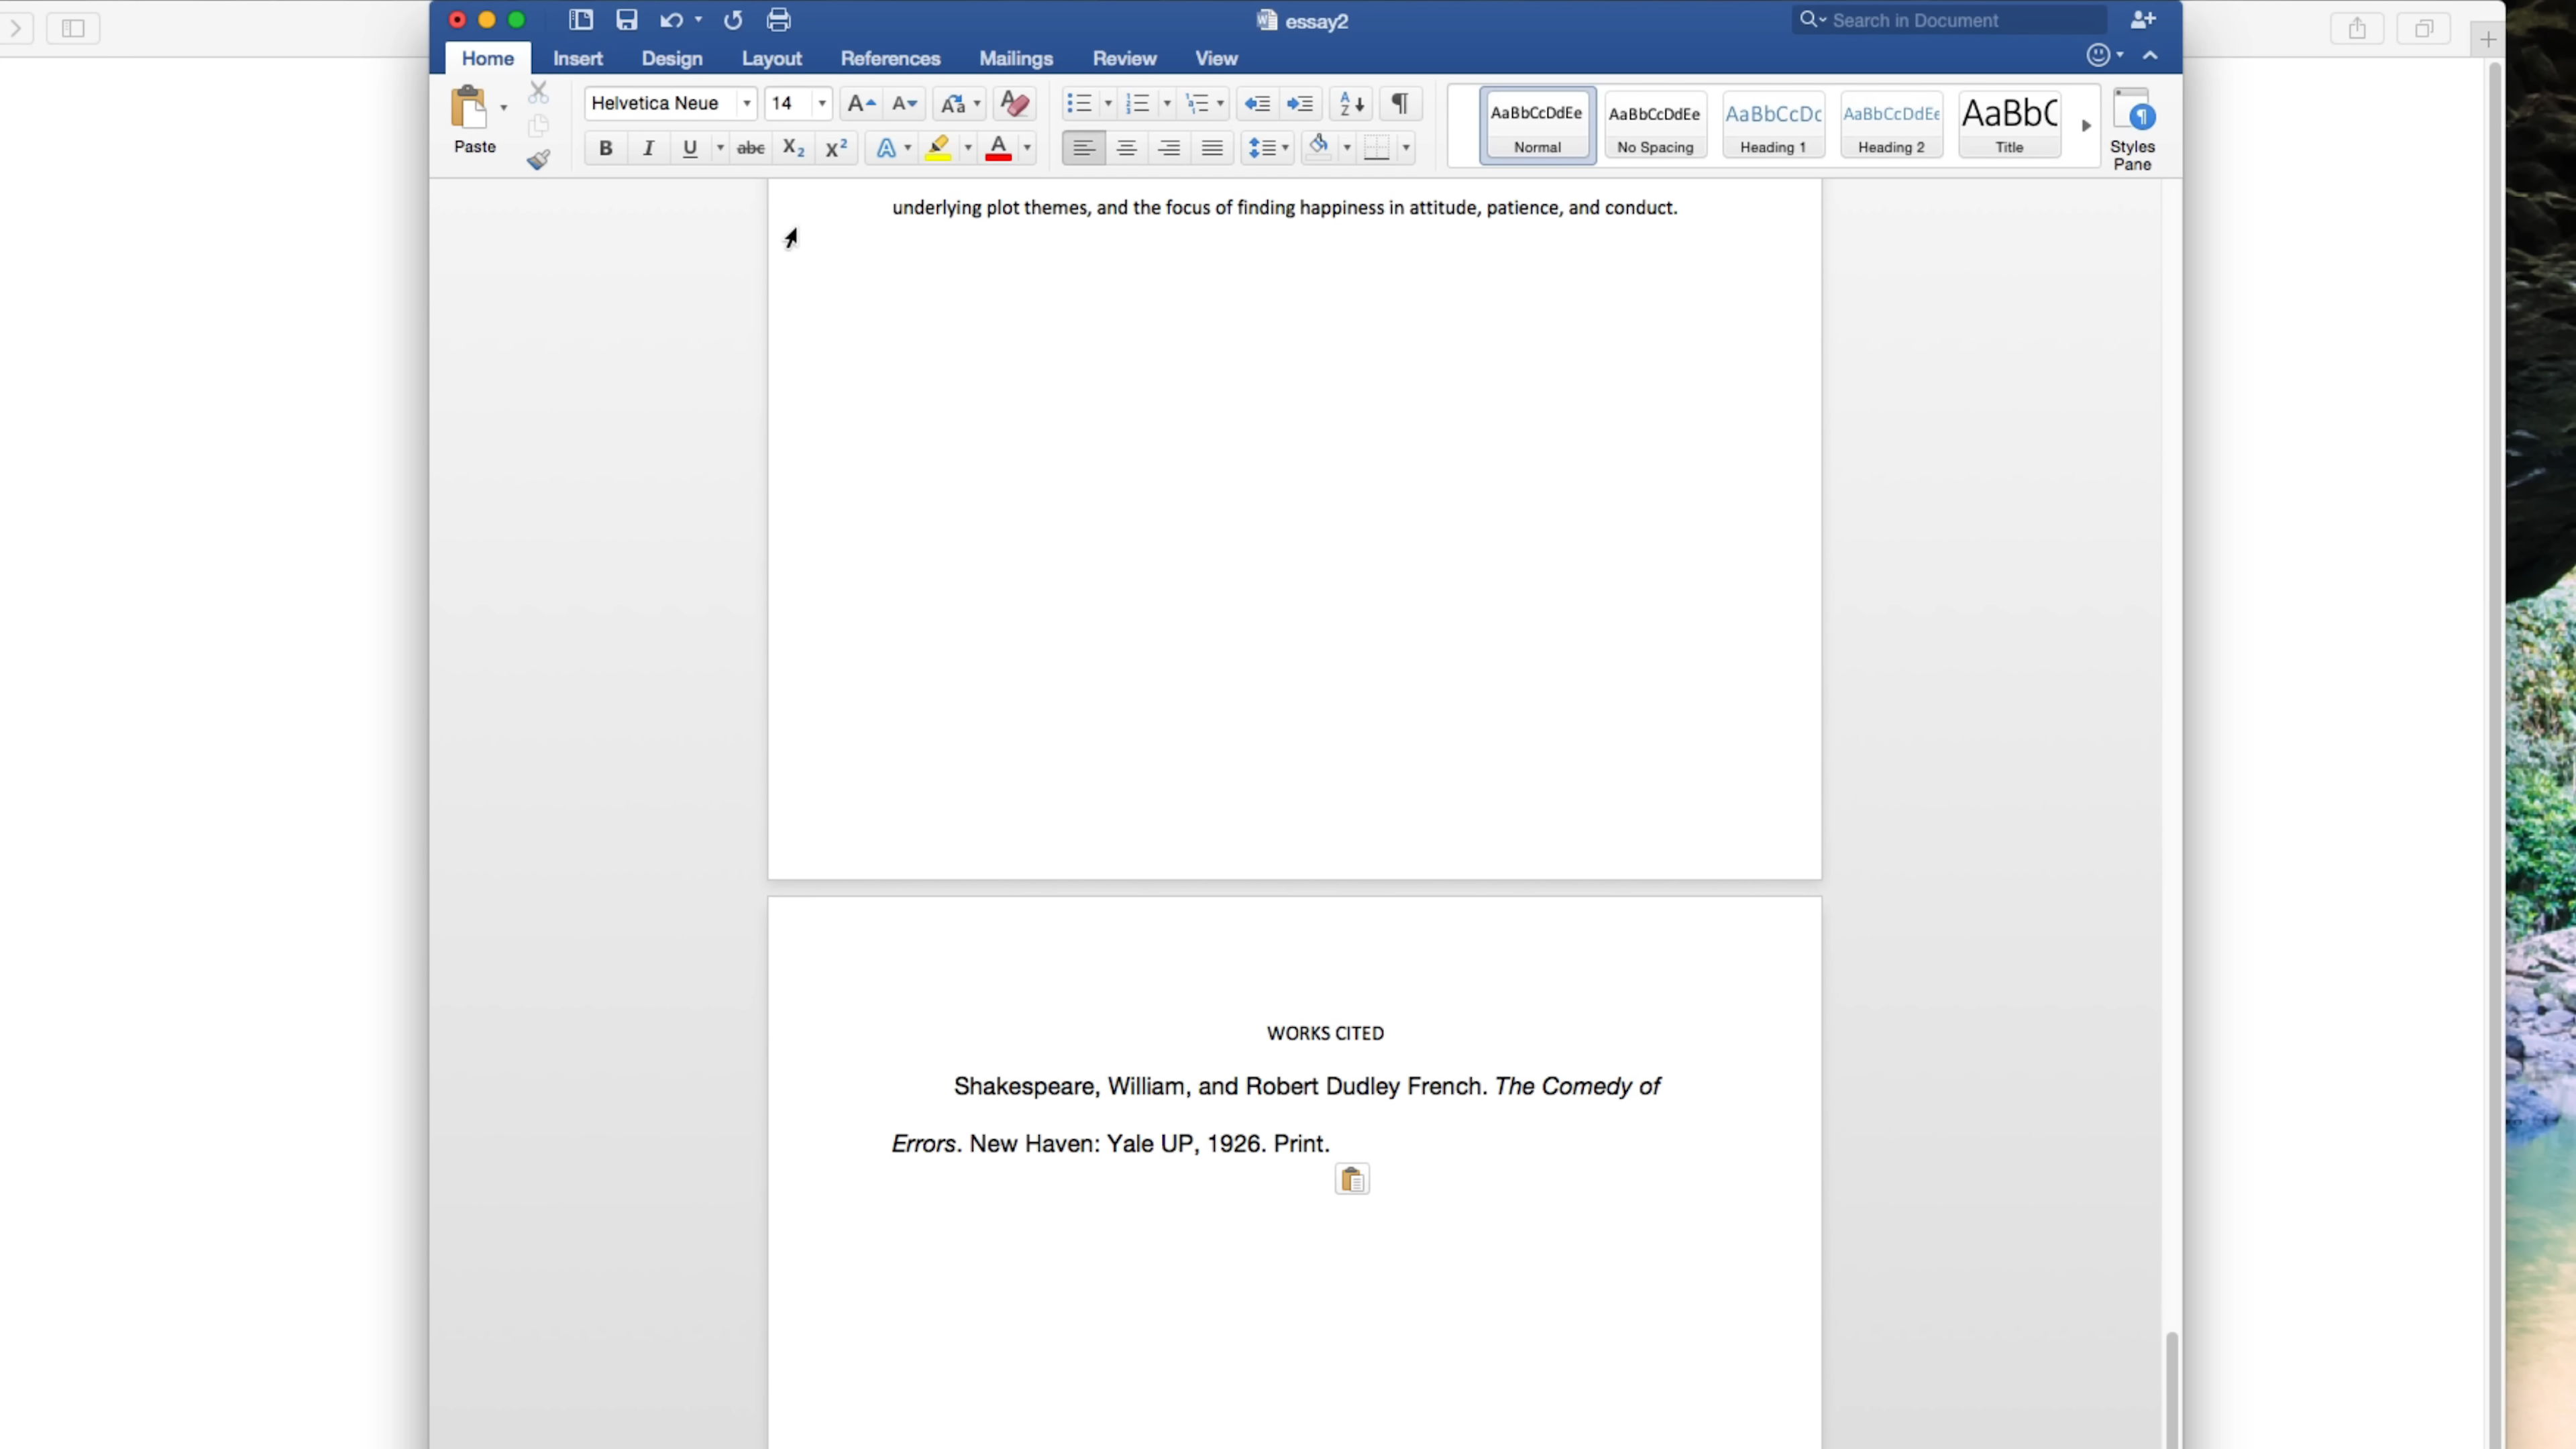 essay2
Search in Document
Home Insert Design Layout References Mailings Review View
Paste
Helvetica Neue 14
AaBbCcDdEe AaBbCcDdEe AaBbCcDc AaBbCcDdEe AaBbC
Normal No Spacing Heading 1 Heading 2 Title
Styles
Pane
underlying plot themes, and the focus of finding happiness in attitude, patience, and conduct.
WORKS CITED
Shakespeare, William, and Robert Dudley French. The Comedy of
Errors. New Haven: Yale UP, 1926. Print.